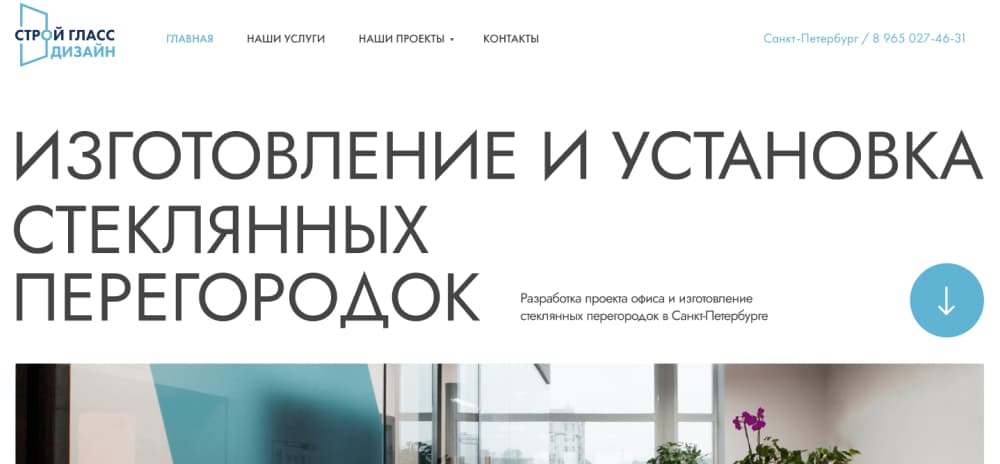 СТРОЙ ГЛАСС
ДИЗАЙН
ГЛАВНАЯ
НАШИ УСЛУГИ
НАШИ ПРОЕКТЫ
КОНТАКТЫ
Санкт-Петербург / 8 965 027-46-31
ИЗГОТОВЛЕНИЕ И УСТАНОВКА
СТЕКЛЯННЫХ
ПЕРЕГОРОДОК
Разработка проекта офиса и изготовление
стеклянных перегородок в Санкт-Петербурге